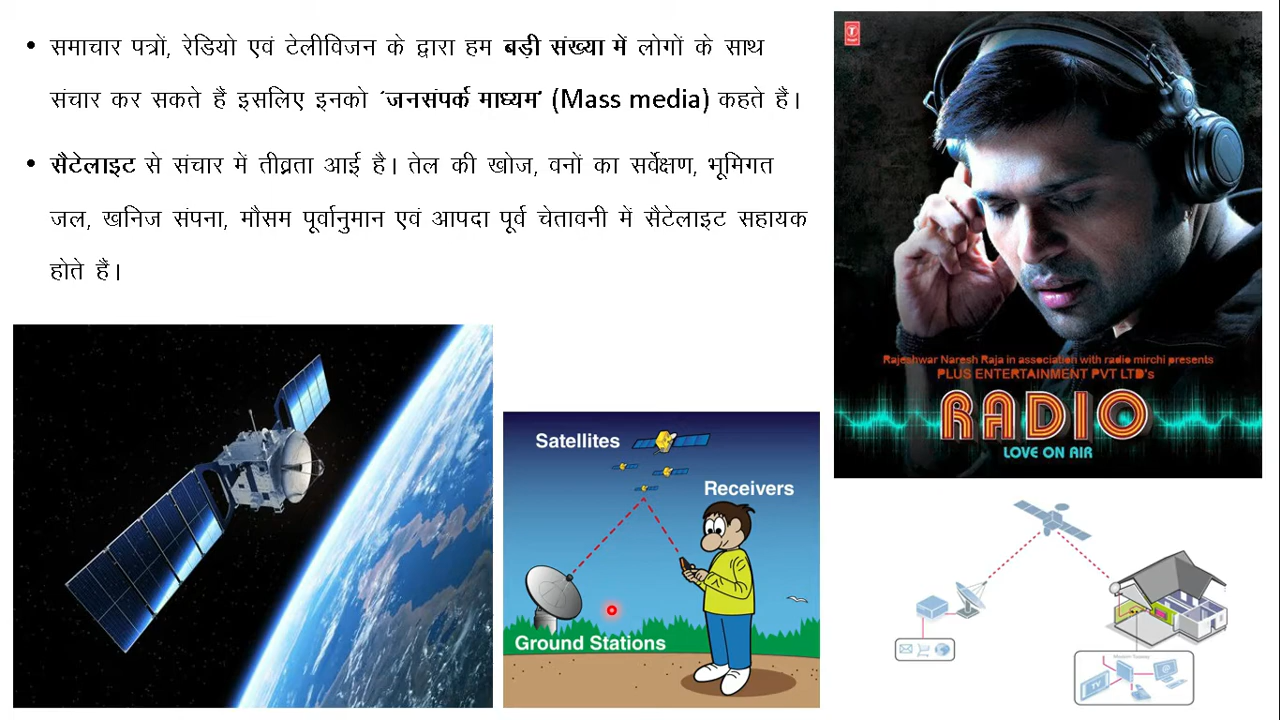 • समाचार पत्रों, रेडियो एवं टेलीविजन के द्वारा हम बड़ी संख्या में लोगों के साथ
संचार कर सकते हैं इसलिए इनको ‘जनसंपर्क माध्यम’ (Mass media) कहते हैं।
• सैटेलाइट से संचार में तीव्रता आई है। तेल की खोज, वनों का सर्वेक्षण, भूमिगत
जल, खनिज संपना, मौसम पूर्वानुमान एवं आपदा पूर्व चेतावनी में सैटेलाइट सहायक
होते हैं।
Rajeshwar Naresh Raja in association with radio mirchi presents
PLUS ENTERTAINMENT PVT LTD's
RADIO
LOVE ON AIR
Satellites
Receivers
Ground Stations
TV